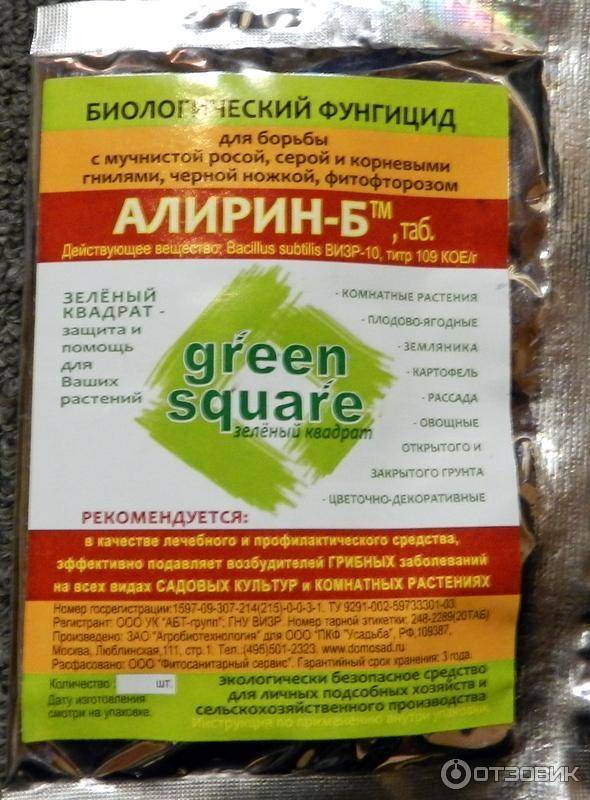 БИОЛОГИЧЕСКИЙ ФУНГИЦИД
для борьбы
с мучнистой росой, серой и корневыми
гнилями, черной ножкой, фитофторозом
АЛИРИН-Б™, таб.
Действующее вещество; Bacillus subtilis ВИЗР-10, титр 109 КОЕ/г
ЗЕЛЁНЫЙ
КВАДРАТ -
защита и
помощь
для
Ваших
растений
green
square
зелёный квадрат
- КОМНАТНЫЕ РАСТЕНИЯ
- ПЛОДОВО-ЯГОДНЫЕ
- ЗЕМЛЯНИКА
- КАРТОФЕЛЬ
- РАССАДА
- ОВОЩНЫЕ
ОТКРЫТОГО И
ЗАКРЫТОГО ГРУНТА
- ЦВЕТОЧНО-ДЕКОРАТИВНЫЕ
РЕКОМЕНДУЕТСЯ:
в качестве лечебного и профилактического средства,
эффективно подавляет возбудителей ГРИБНЫХ заболеваний
на всех видах САДОВЫХ КУЛЬТУР и КОМНАТНЫХ РАСТЕНИЯХ
Номер госрегистрации:1597-09-307-214(215)-0-0-3-1. ТУ 9291-002-59733301-03.
Регистрант: ООО УК "АБТ-групп"; ГНУ ВИЗР. Номер тарной этикетки: 248-2289(20ТАБ)
Произведено: ЗАО "Агробиотехнология" для ООО "ПКФ "Усадьба", РФ,109387,
Москва, Люблинская,111, стр.1. Тел.:(495)501-2323. www.domosad.ru
Расфасовано: ООО "Фитосанитарный сервис". Гарантийный срок хранения: 3 года.
Количество шт.
Дату изготовления
смотри на упаковке.
экологически безопасное средство
для личных подсобных хозяйств и
сельскохозяйственного производства
Инструкция по применению внутри упаковки
ОТЗОВИК